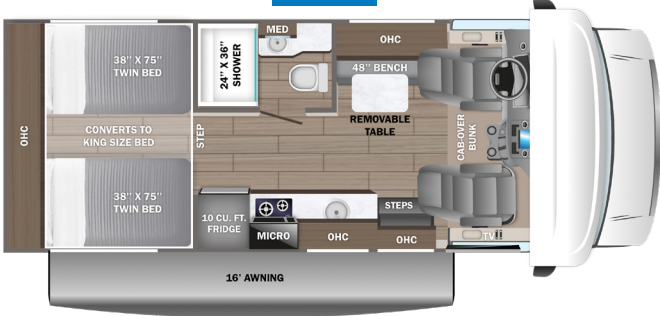 OHC
38" X 75"
TWIN BED
CONVERTS TO
KING SIZE BED
38" X 75"
TWIN BED
24" X 36"
SHOWER
STEP
MED
OHC
48" BENCH
REMOVABLE
TABLE
CAB-OVER
BUNK
10 CU. FT.
FRIDGE
MICRO
OHC
STEPS
OHC
TV
16' AWNING